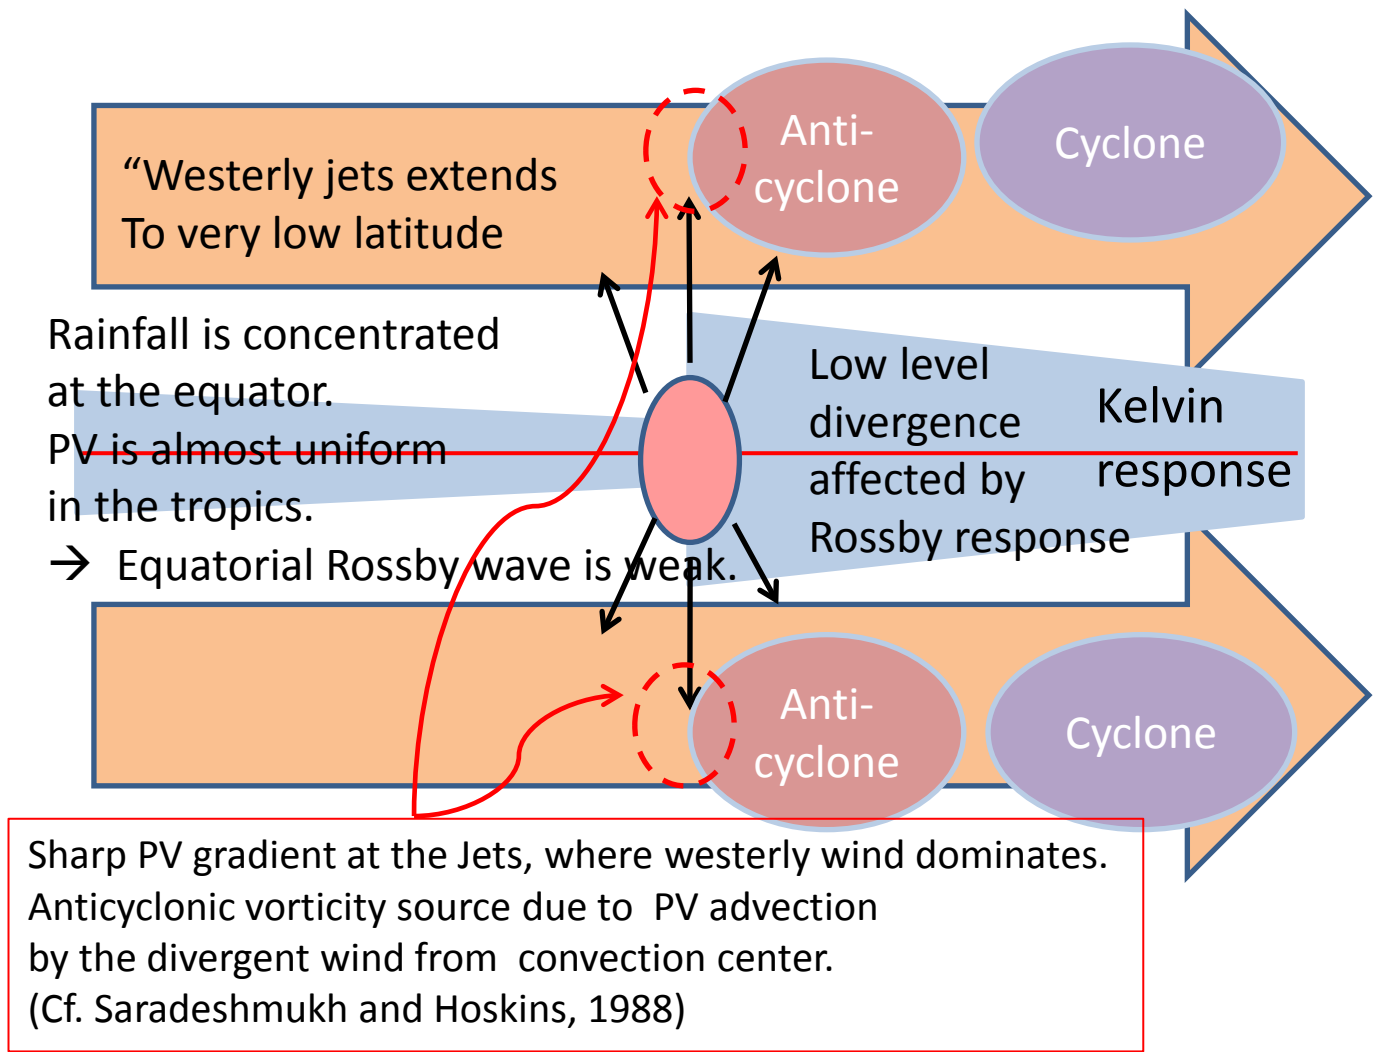 “Westerly jets extends
To very low latitude
Anti-
cyclone
Cyclone
Rainfall is concentrated
at the equator.
PV is almost uniform
in the tropics.
→ Equatorial Rossby wave is weak.
Low level
divergence
affected by
Rossby response
Kelvin
response
Anti-
cyclone
Cyclone
Sharp PV gradient at the Jets, where westerly wind dominates.
Anticyclonic vorticity source due to PV advection
by the divergent wind from convection center.
(Cf. Saradeshmukh and Hoskins, 1988)